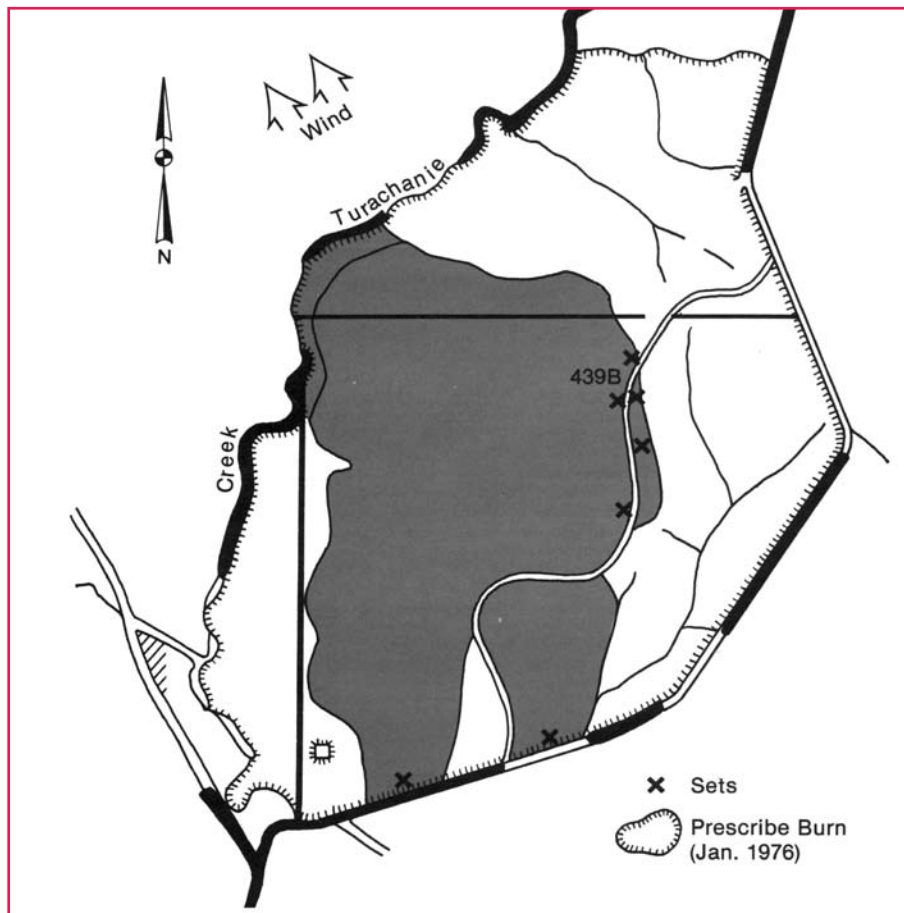 Wind
Turachanie
N
439B
Creek
Sets
Prescribe Burn
(Jan. 1976)